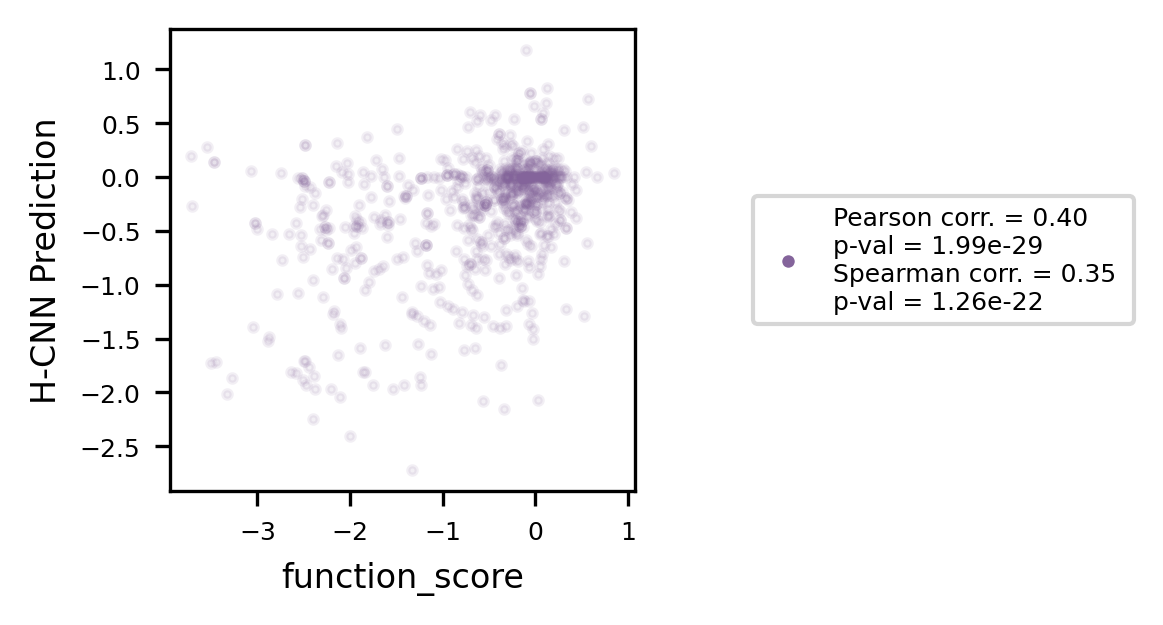 1.0
0.5
0.0
−0.5
−1.0
−1.5
−2.0
−2.5
H-CNN Prediction
−3
−2
−1
0
1
function_score
Pearson corr. = 0.40
p-val = 1.99e-29
Spearman corr. = 0.35
p-val = 1.26e-22